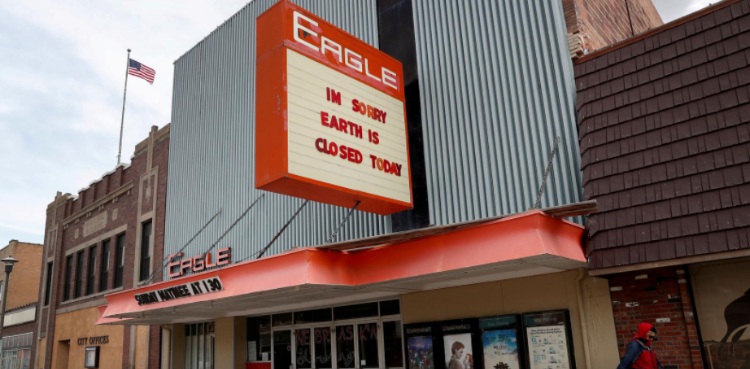 EAGLE
IM SORRY
EARTH IS
CLOSED TODAY
EAGLE
SUNDAY MATINEE AT 1:30
CITY OFFICES